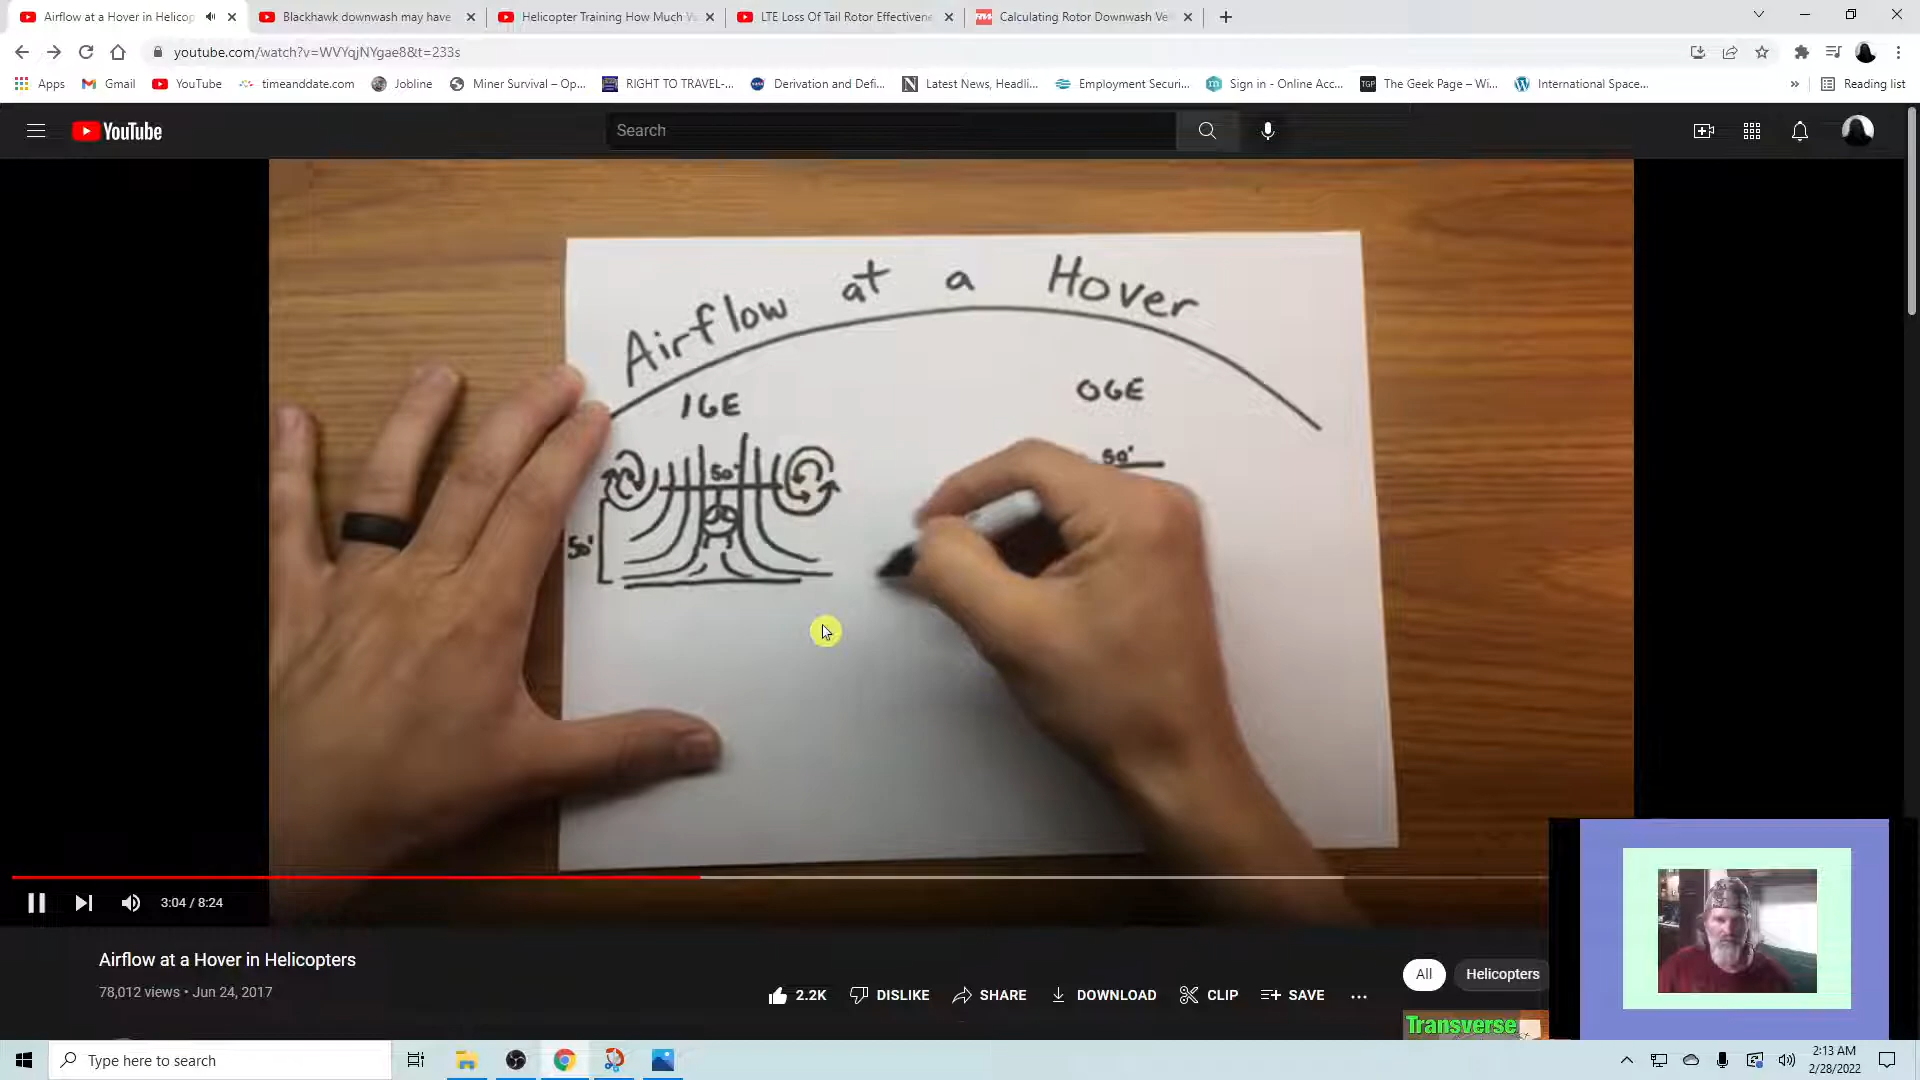 Airflow at a Hover in Helicop
Blackhawk downwash may have
Helicopter Training How Much
LTE Loss Of Tail Rotor Effectivene
Calculating Rotor Downwash Ve
youtube.com/watch?v=WVYqjNYgae8&t=233s
Apps
Gmail
YouTube
timeanddate.com
Jobline
Miner Survival – Op...
RIGHT TO TRAVEL-...
Derivation and Defi...
Latest News, Headli...
Employment Securi...
Sign in - Online Acc...
TGP
The Geek Page – Wi...
International Space...
»
Reading list
YouTube
Search
Airflow at a Hover
IGE
OGE
50'
50'
50'
3:04 / 8:24
Airflow at a Hover in Helicopters
78,012 views • Jun 24, 2017
2.2K
DISLIKE
SHARE
DOWNLOAD
CLIP
SAVE
All
Helicopters
Transverse
Type here to search
2:13 AM
2/28/2022